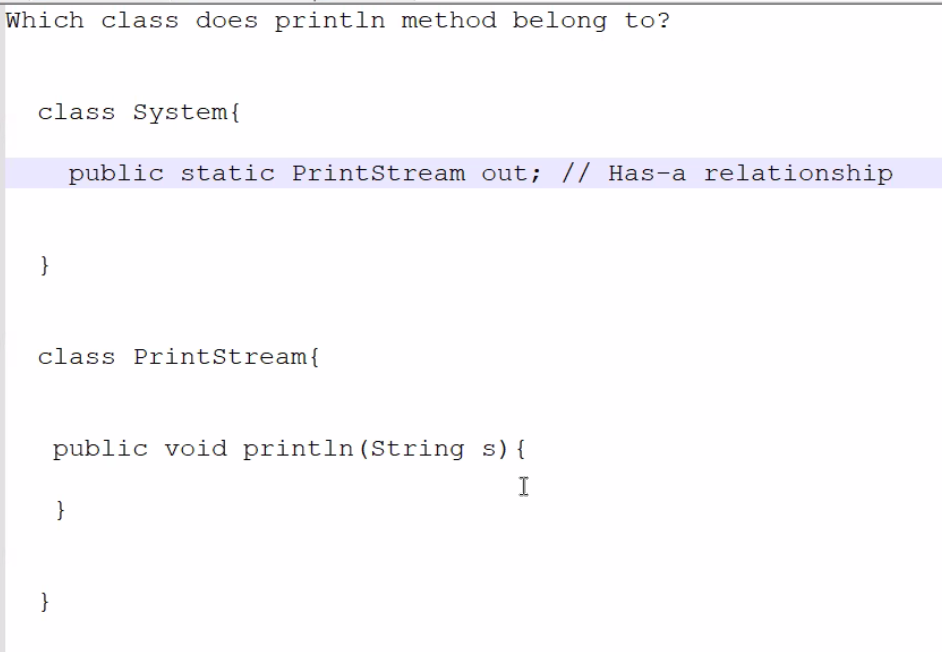 Which class does println method belong to?
class System{
public static PrintStream out; // Has-a relationship
}
class PrintStream{
public void println(String s){
}
}